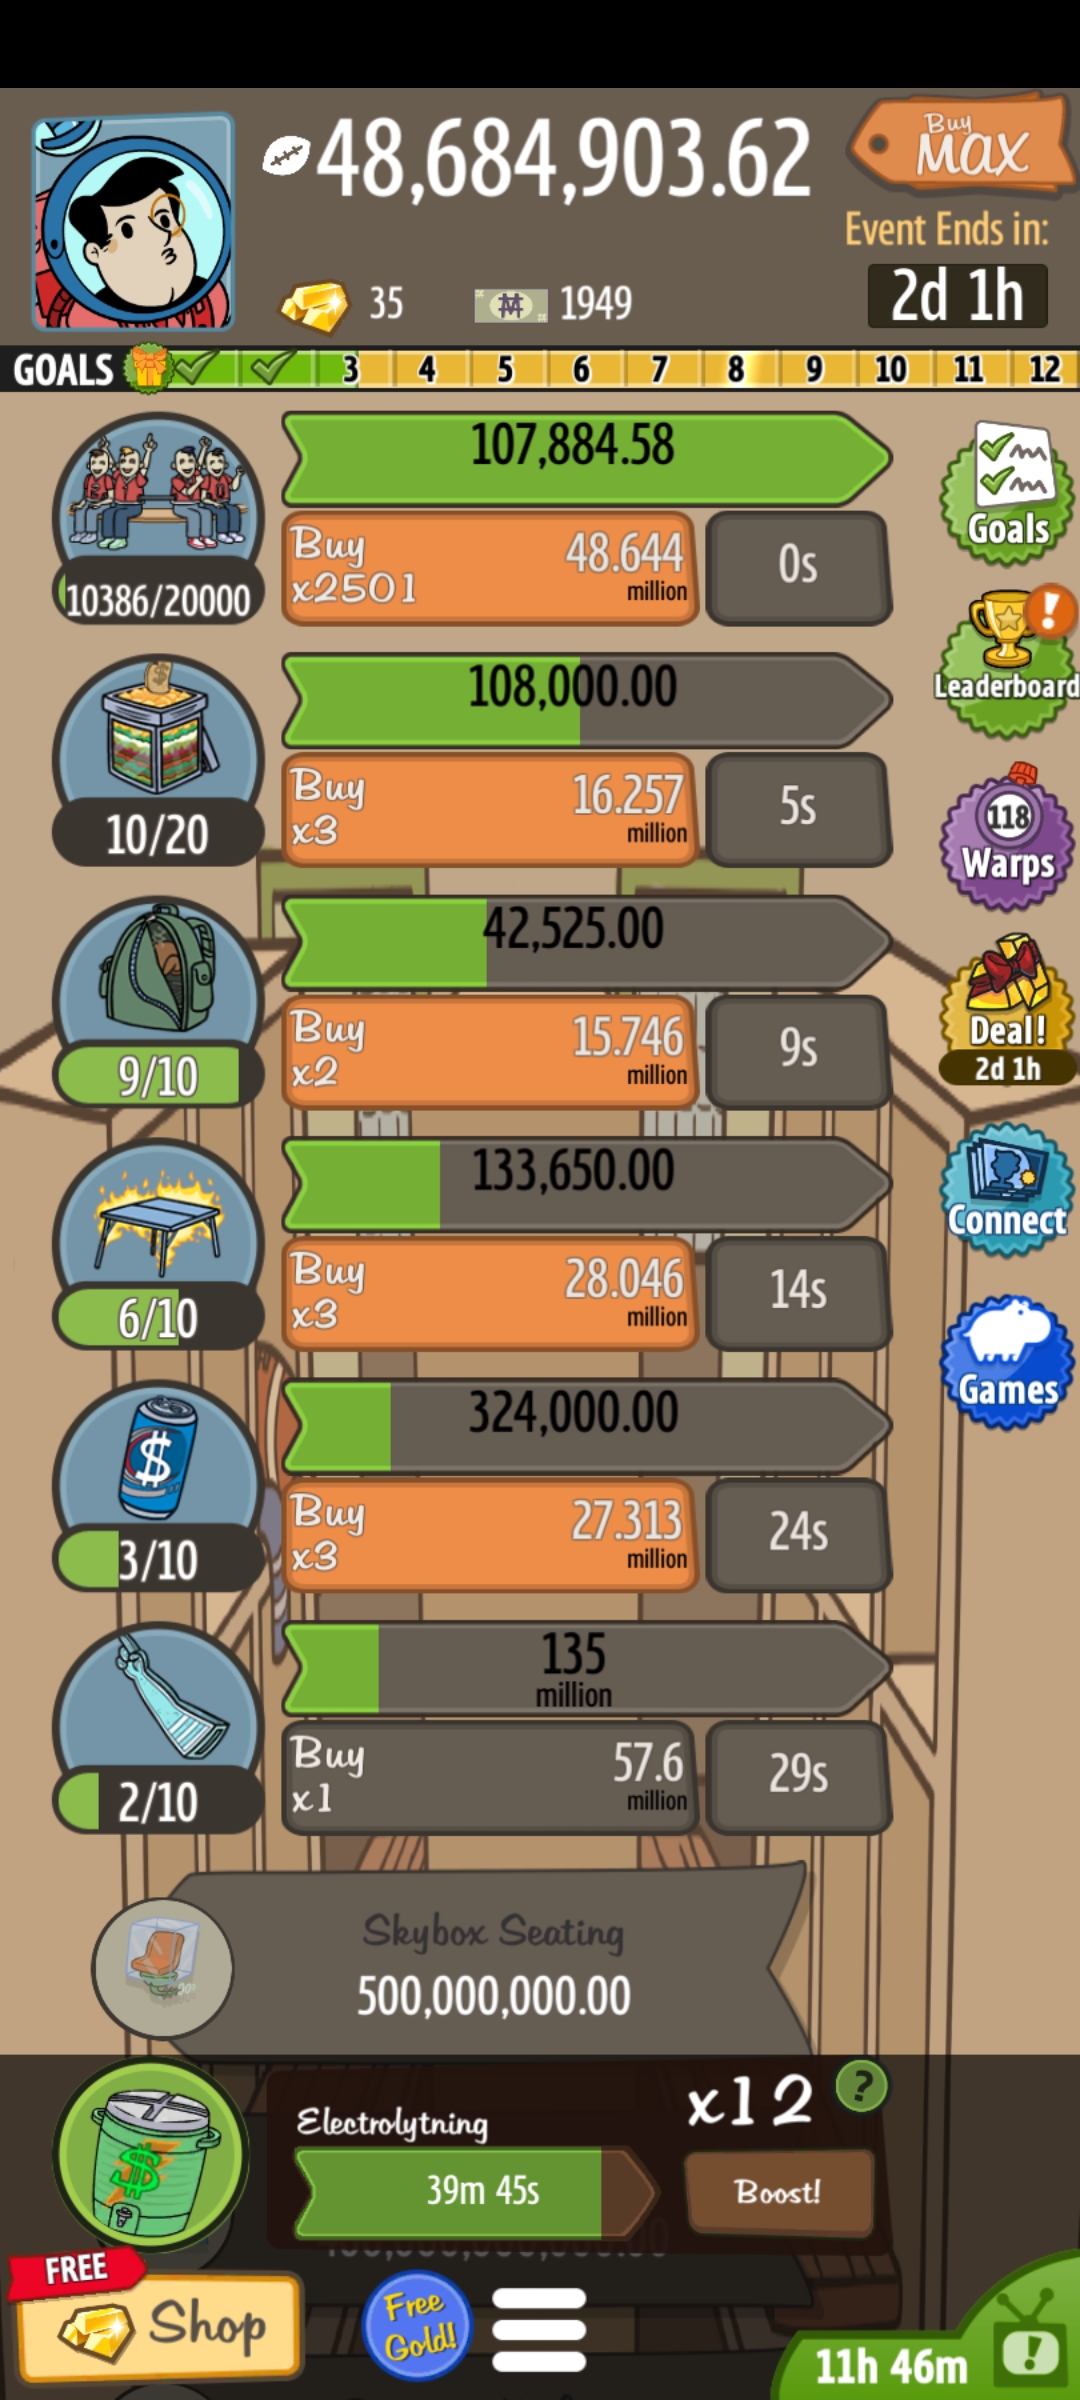 48,684,903.62
Buy
MAX
Event Ends in:
2d 1h
35
1949
GOALS
3
4
5
6
7
8
9
10
11
12
107,884.58
Buy
x2501
48.644
million
0s
10386/20000
Goals
108,000.00
Buy
x3
16.257
million
5s
10/20
Leaderboard
42,525.00
Buy
x2
15.746
million
9s
9/10
118
Warps
Deal!
2d 1h
133,650.00
Buy
x3
28.046
million
14s
6/10
Connect
324,000.00
Buy
x3
27.313
million
24s
3/10
Games
135
million
Buy
x1
57.6
million
29s
2/10
Skybox Seating
500,000,000.00
Electrolytning
x12
?
39m 45s
Boost!
FREE
Shop
Free
Gold!
11h 46m